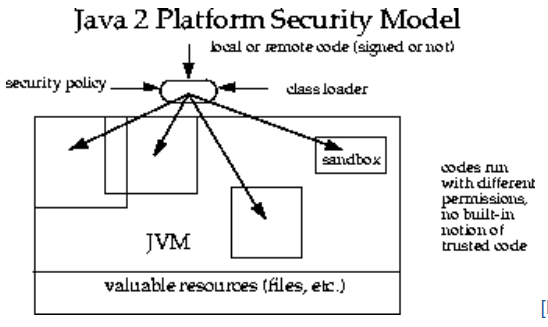 Java 2 Platform Security Model
local or remote code (signed or not)
security policy
class loader
sandbox
codes run
with different
permissions,
no built-in
notion of
trusted code
JVM
valuable resources (files, etc.)
[